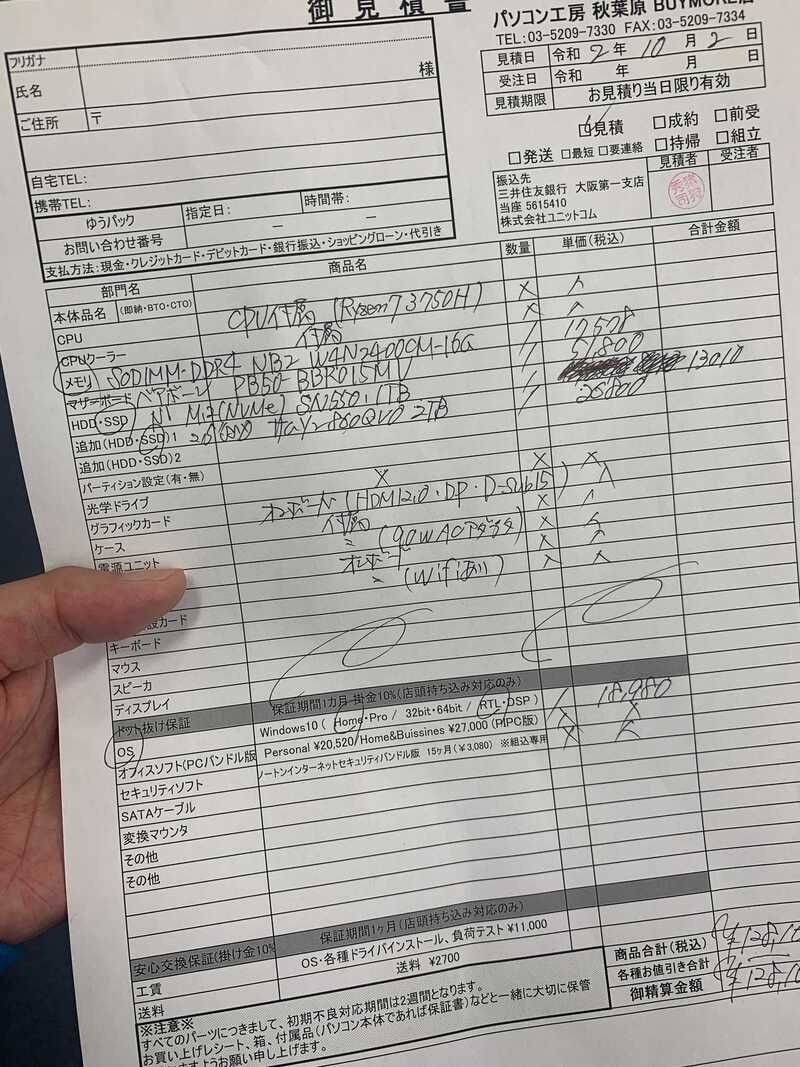 御見積書
パソコン工房 秋葉原 BUYMORE店
TEL:03-5209-7330 FAX:03-5209-7334
フリガナ
氏名
様
ご住所 〒
自宅TEL:
携帯TEL:
ゆうパック
お問い合わせ番号
指定日:
時間帯:
支払方法:現金・クレジットカード・デビットカード・銀行振込・ショッピングローン・代引き
見積日 令和 2 年 10 月 2 日
受注日 令和 年 月 日
見積期限 お見積り当日限り有効
□見積 □成約 □前受
□発送 □最短 □要連絡 □持帰 □組立
振込先
三井住友銀行 大阪第一支店
当座 5615410
株式会社ユニットコム
見積者 受注者
部門名 商品名 数量 単価(税込) 合計金額
本体品名 (即納・BTO・CTO)
CPU CPU付属 (Ryzen7 3750H) ×
CPUクーラー 付属 ×
メモリ SODIMM-DDR4 NB2 W4N2400CM-16G 17508
マザーボード ベアボーン PB50-BBR015MV 51800
HDD・SSD M.2(NVMe) SN550 1TB 13010
追加(HDD・SSD)1 860QVO 2TB 25800
追加(HDD・SSD)2
パーティション設定(有・無)
光学ドライブ × ×
グラフィックカード オンボード (HDMI2.0・DP・D-Sub15) ×
ケース 付属 ×
電源ユニット 〃 (90W ACアダプタ) ×
オンボード ×
〃 (Wifiあり) ×
設カード
キーボード
マウス
スピーカ
ディスプレイ
ドット抜け保証 保証期間1カ月 掛金10%(店頭持ち込み対応のみ)
OS Windows10 ( Home・Pro / 32bit・64bit / RTL・DSP ) 18,980
オフィスソフト(PCバンドル版 Personal ¥20,520/Home&Buissines ¥27,000 (PIPC版)
セキュリティソフト ノートンインターネットセキュリティバンドル版 15ヶ月(¥3,080) ※組込専用
SATAケーブル
変換マウンタ
その他
その他
安心交換保証(掛け金10% 保証期間1ヶ月(店頭持ち込み対応のみ)
工賃 OS・各種ドライバインストール、負荷テスト ¥11,000
送料 送料 ¥2700
商品合計(税込)
各種お値引き合計
御精算金額
※注意※
すべてのパーツにつきまして、初期不良対応期間は2週間となります。
お買い上げレシート、箱、付属品(パソコン本体であれば保証書)などと一緒に大切に保管
ますようお願い申し上げます。